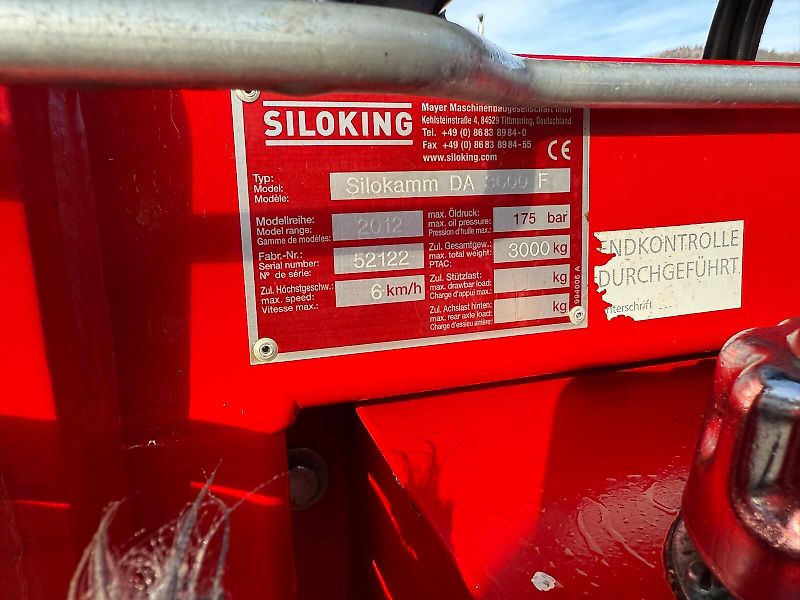 SILOKING
Mayer Maschinenbaugesellschaft mbH
Kehlsteinstraße 4, 84529 Tittmoning, Deutschland
Tel. +49 (0) 86 83 89 84-0
Fax +49 (0) 86 83 89 84-55
www.siloking.com
CE
Typ:
Model:
Modèle:
Silokamm DA 3600 F
Modellreihe:
Model range:
Gamme de modèles:
2012
max. Öldruck:
max. oil pressure:
Pression d'huile max.:
175 bar
Fabr.-Nr.:
Serial number:
N° de série:
52122
Zul. Gesamtgew.:
max. total weight:
PTAC:
3000 kg
Zul. Höchstgeschw.:
max. speed:
Vitesse max.:
6 km/h
Zul. Stützlast:
max. drawbar load:
Charge d'appui max.:
kg
Zul. Achslast hinten:
max. rear axle load:
Charge d'essieu arrière:
kg
994006 A
ENDKONTROLLE
DURCHGEFÜHRT
nterschrift